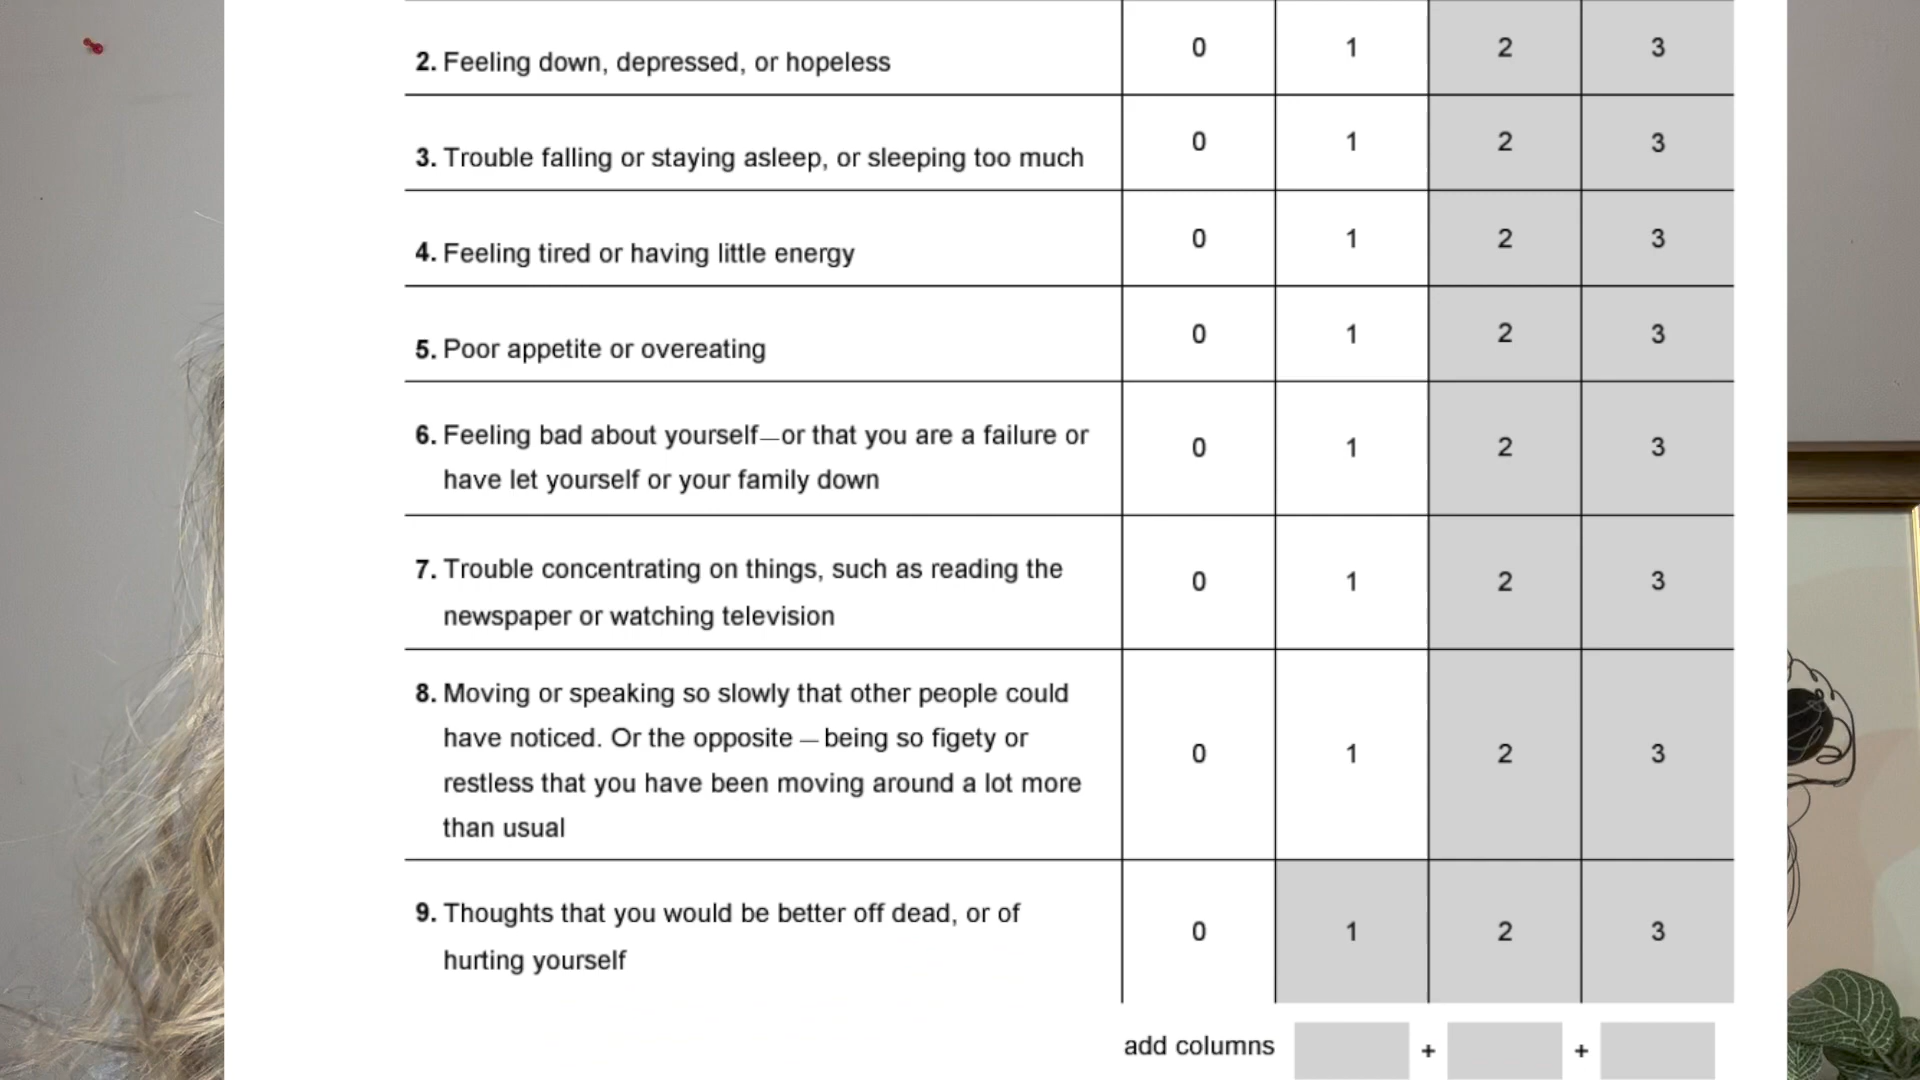 2. Feeling down, depressed, or hopeless 0 1 2 3
3. Trouble falling or staying asleep, or sleeping too much 0 1 2 3
4. Feeling tired or having little energy 0 1 2 3
5. Poor appetite or overeating 0 1 2 3
6. Feeling bad about yourself—or that you are a failure or
have let yourself or your family down 0 1 2 3
7. Trouble concentrating on things, such as reading the
newspaper or watching television 0 1 2 3
8. Moving or speaking so slowly that other people could
have noticed. Or the opposite — being so figety or
restless that you have been moving around a lot more
than usual 0 1 2 3
9. Thoughts that you would be better off dead, or of
hurting yourself 0 1 2 3
add columns + +